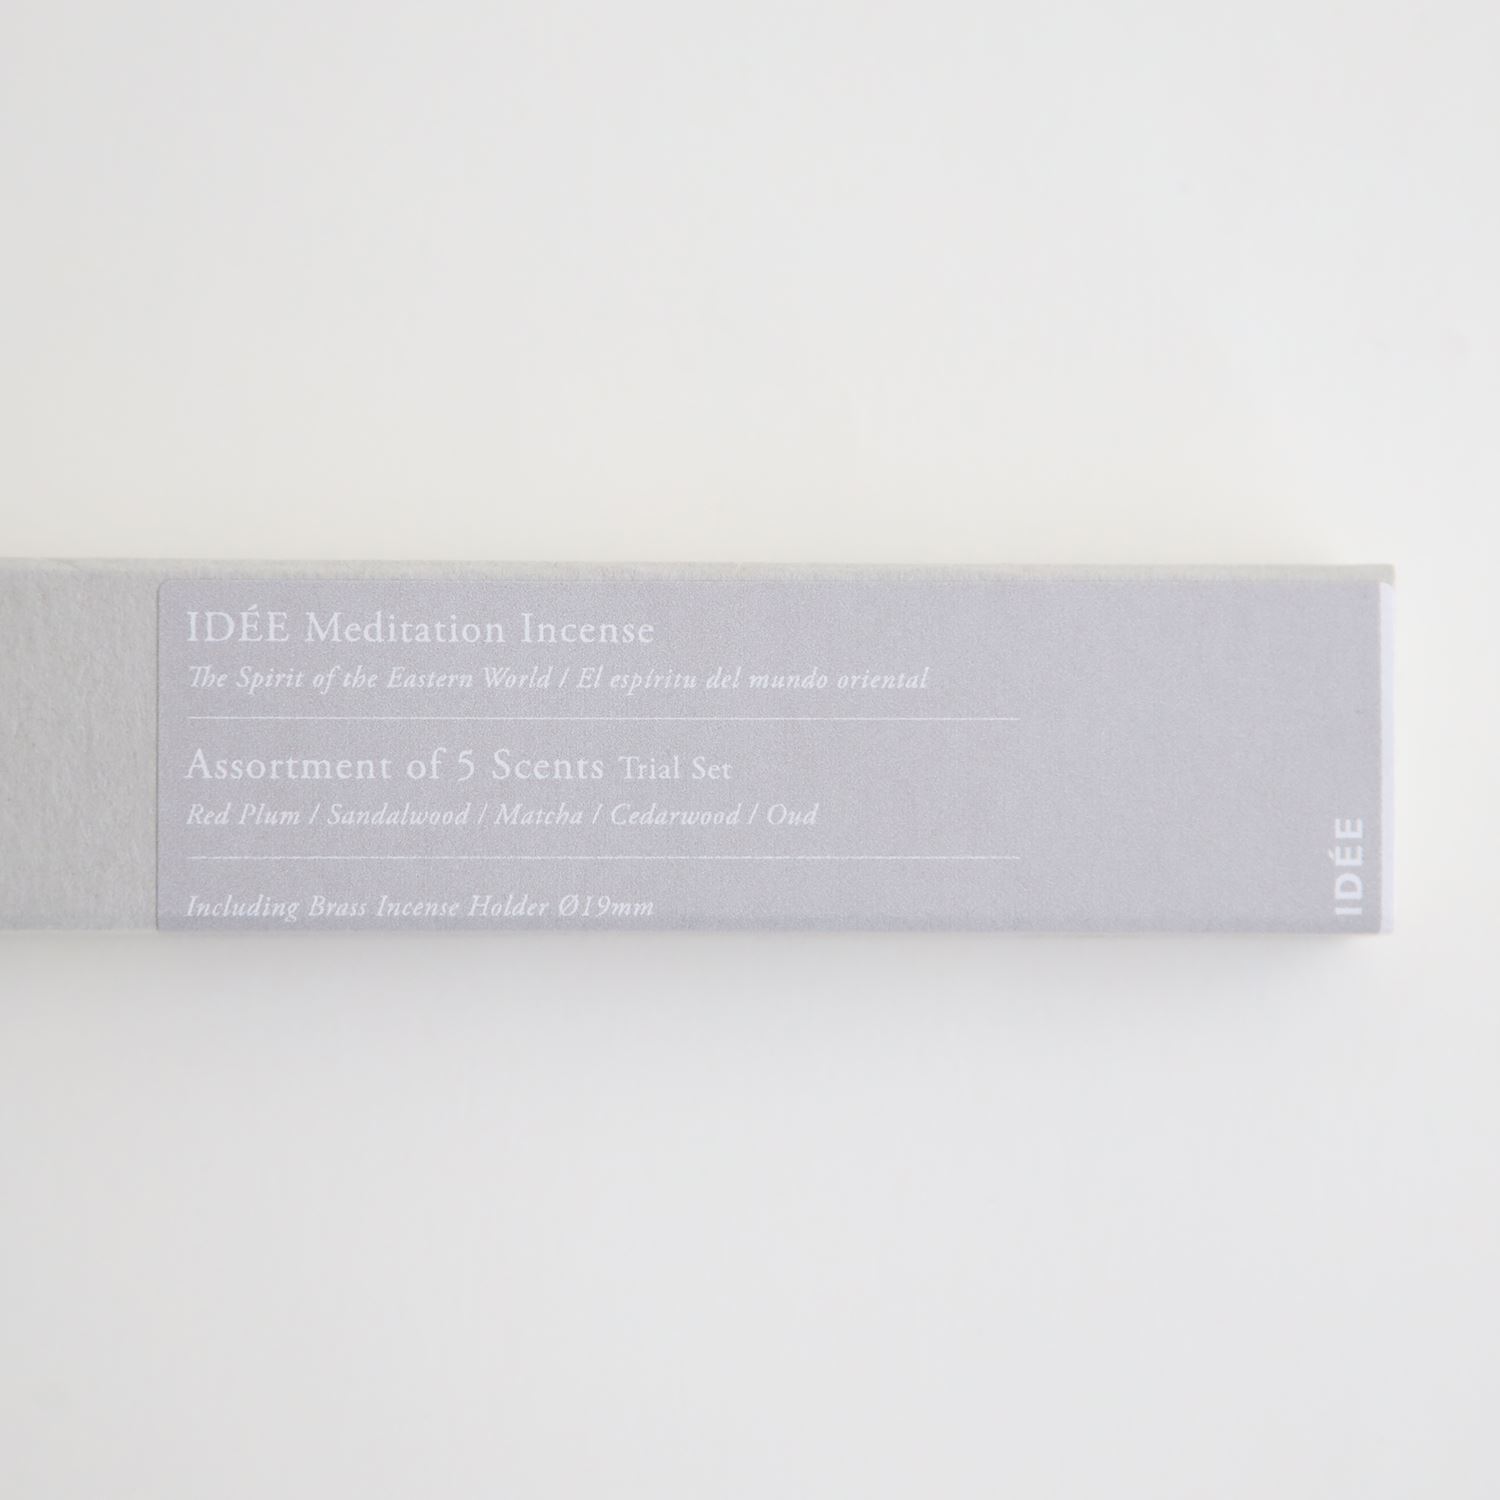 IDÉE Meditation Incense
The Spirit of the Eastern World / El espíritu del mundo oriental
Assortment of 5 Scents Trial Set
Red Plum / Sandalwood / Matcha / Cedarwood / Oud
Including Brass Incense Holder Ø19mm
IDÉE